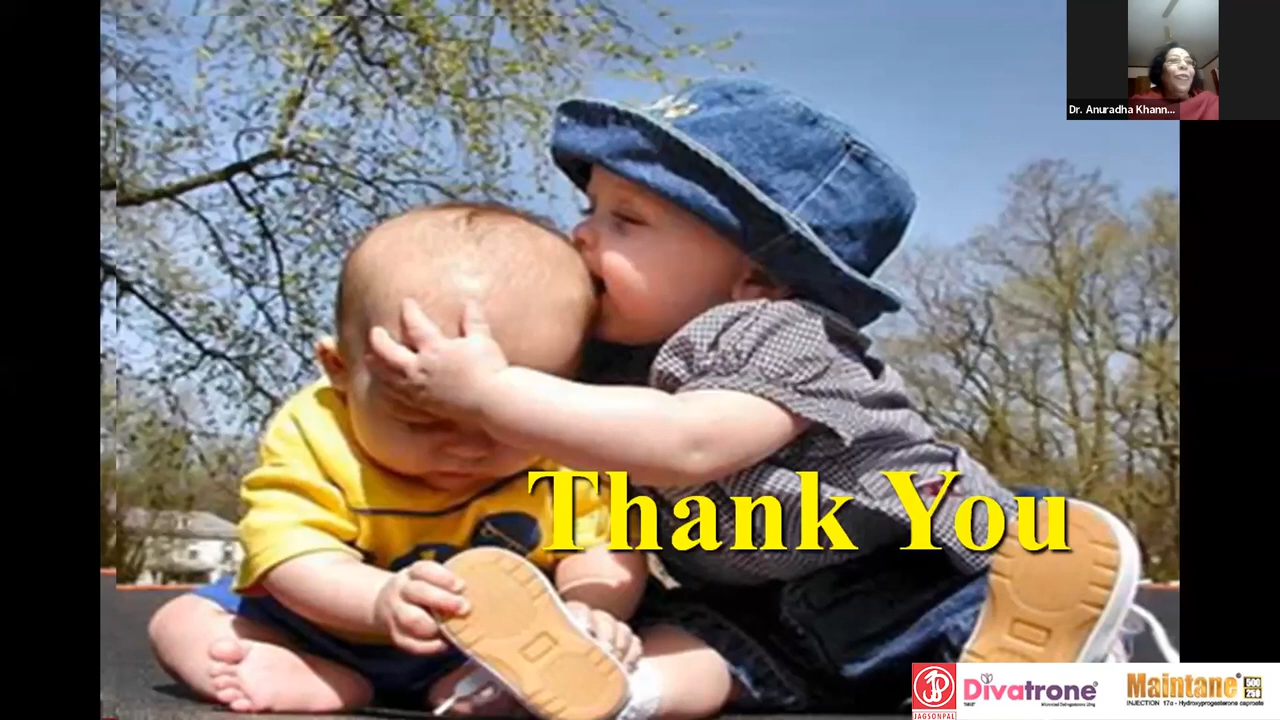 Dr. Anuradha Khann...
Thank You
JAGSONPAL
Divatrone
Maintane
500
250
INJECTION 17α - Hydroxyprogesterone caproate